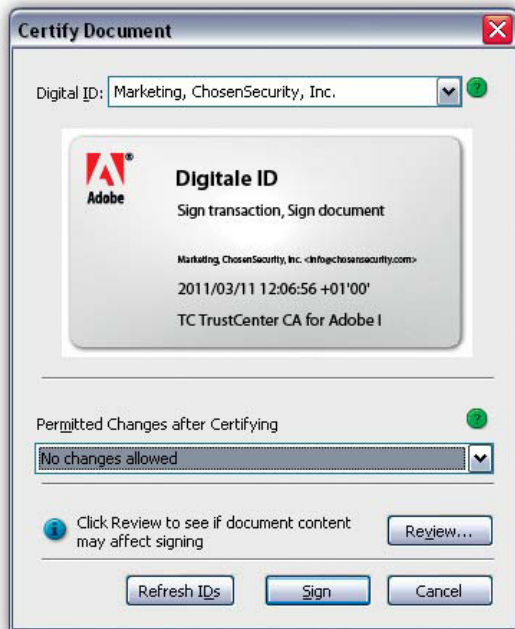 Certify Document
Digital ID: Marketing, ChosenSecurity, Inc. ?
Adobe®
Digitale ID
Sign transaction, Sign document
Marketing, ChosenSecurity, Inc. <info@chosensecurity.com>
2011/03/11 12:06:56 +01'00'
TC TrustCenter CA for Adobe I
Permitted Changes after Certifying ?
No changes allowed
Click Review to see if document content
may affect signing
Review...
Refresh IDs Sign Cancel